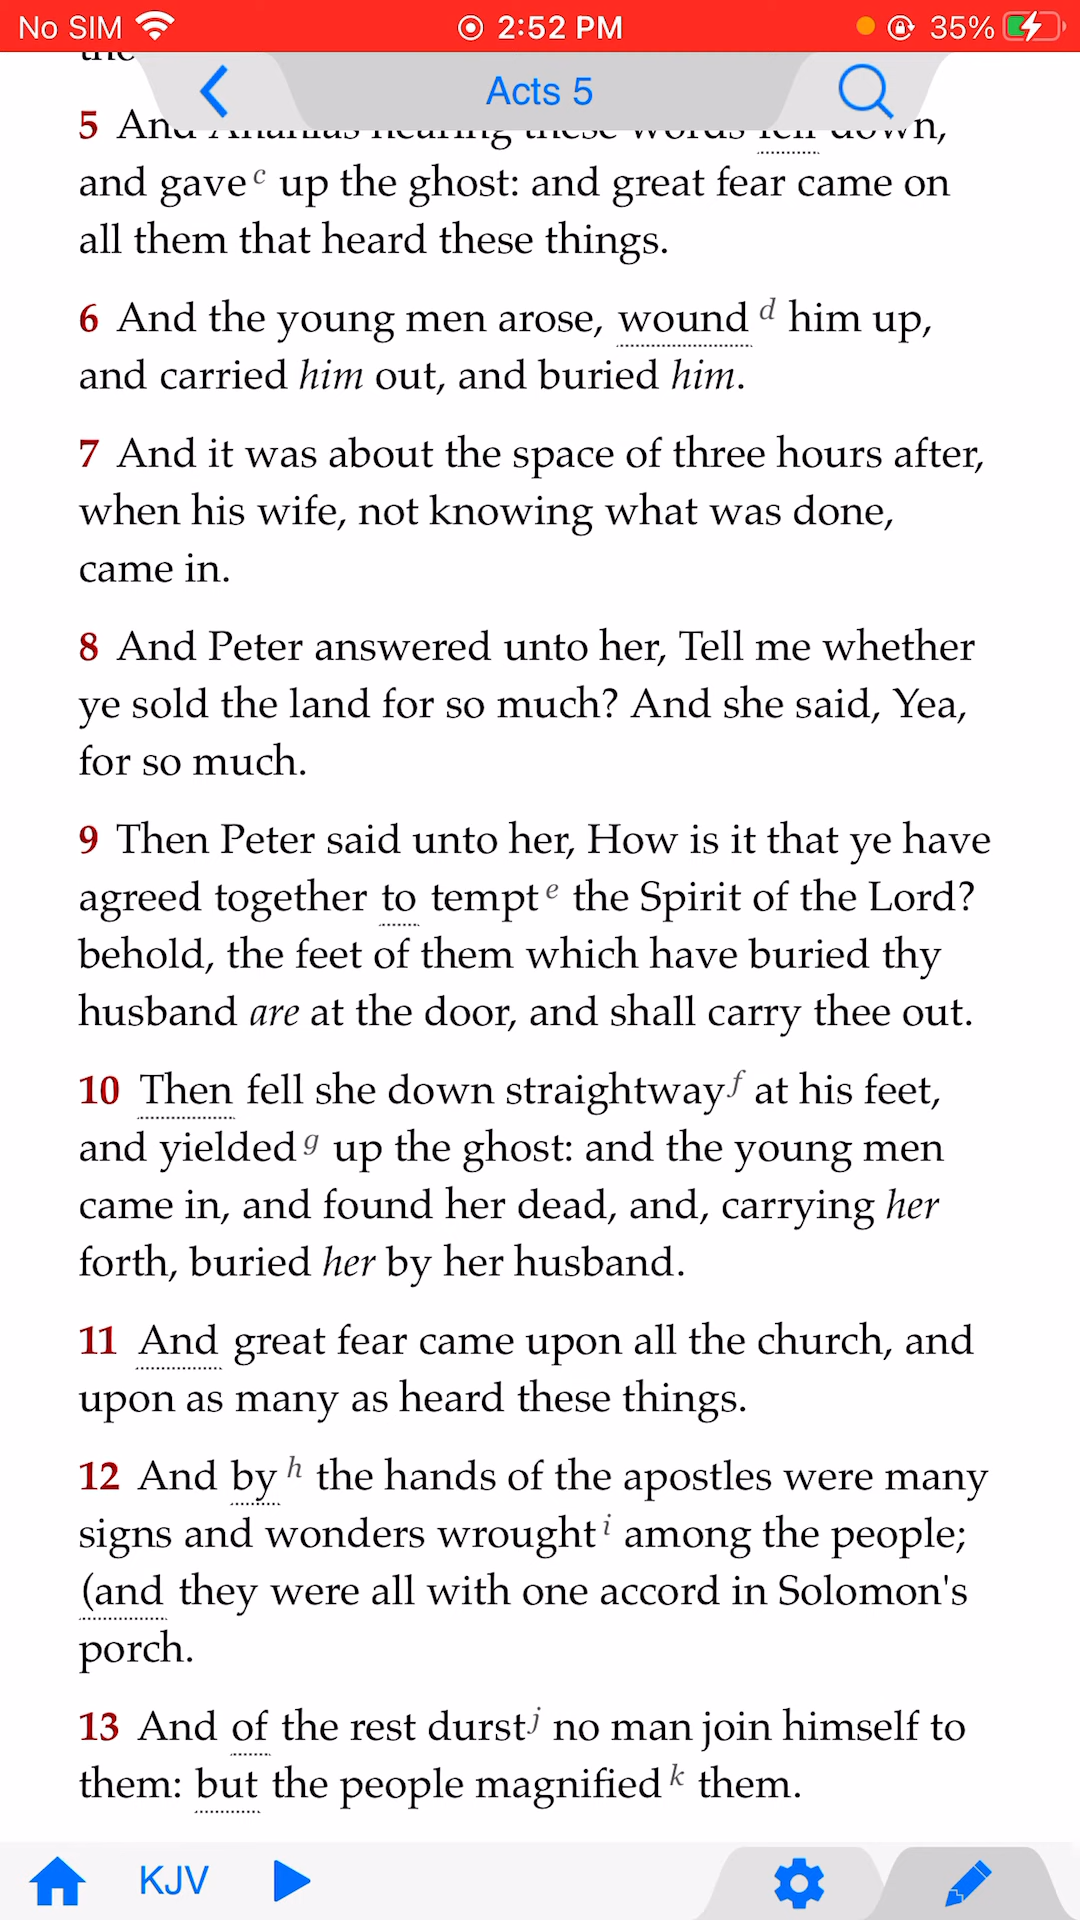 No SIM 2:52 PM 35%
Acts 5
5 And Ananias hearing these words fell down,
and gave c up the ghost: and great fear came on
all them that heard these things.
6 And the young men arose, wound d him up,
and carried him out, and buried him.
7 And it was about the space of three hours after,
when his wife, not knowing what was done,
came in.
8 And Peter answered unto her, Tell me whether
ye sold the land for so much? And she said, Yea,
for so much.
9 Then Peter said unto her, How is it that ye have
agreed together to tempt e the Spirit of the Lord?
behold, the feet of them which have buried thy
husband are at the door, and shall carry thee out.
10 Then fell she down straightway f at his feet,
and yielded g up the ghost: and the young men
came in, and found her dead, and, carrying her
forth, buried her by her husband.
11 And great fear came upon all the church, and
upon as many as heard these things.
12 And by h the hands of the apostles were many
signs and wonders wrought i among the people;
(and they were all with one accord in Solomon's
porch.
13 And of the rest durst j no man join himself to
them: but the people magnified k them.
KJV